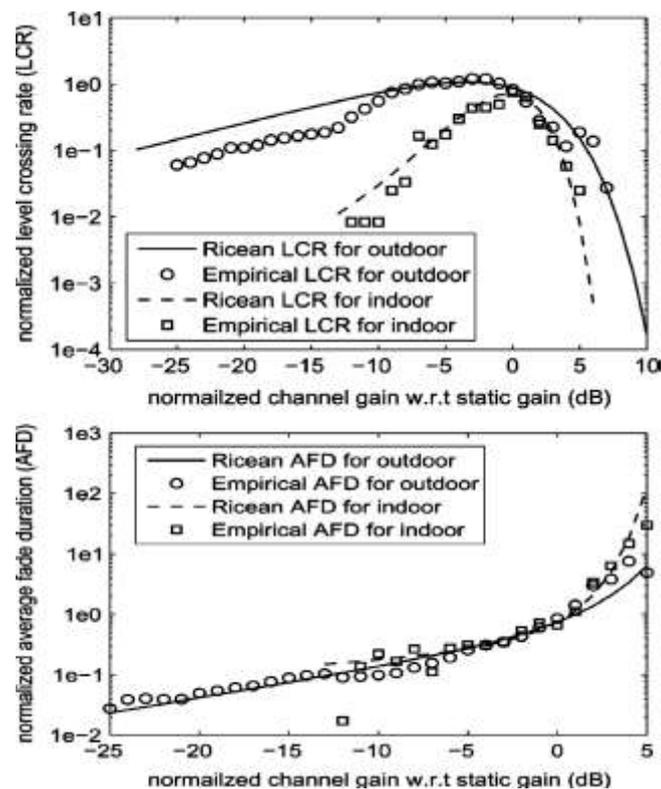 normalized level crossing rate (LCR)
1e1
1e0
1e-1
1e-2
1e-3
1e-4
Ricean LCR for outdoor
Empirical LCR for outdoor
Ricean LCR for indoor
Empirical LCR for indoor
−30 −25 −20 −15 −10 −5 0 5 10
normailzed channel gain w.r.t static gain (dB)
normalized average fade duration (AFD)
1e3
1e2
1e1
1e0
1e−1
1e−2
Ricean AFD for outdoor
Empirical AFD for outdoor
Ricean AFD for indoor
Empirical AFD for indoor
−25 −20 −15 −10 −5 0 5
normailzed channel gain w.r.t static gain (dB)